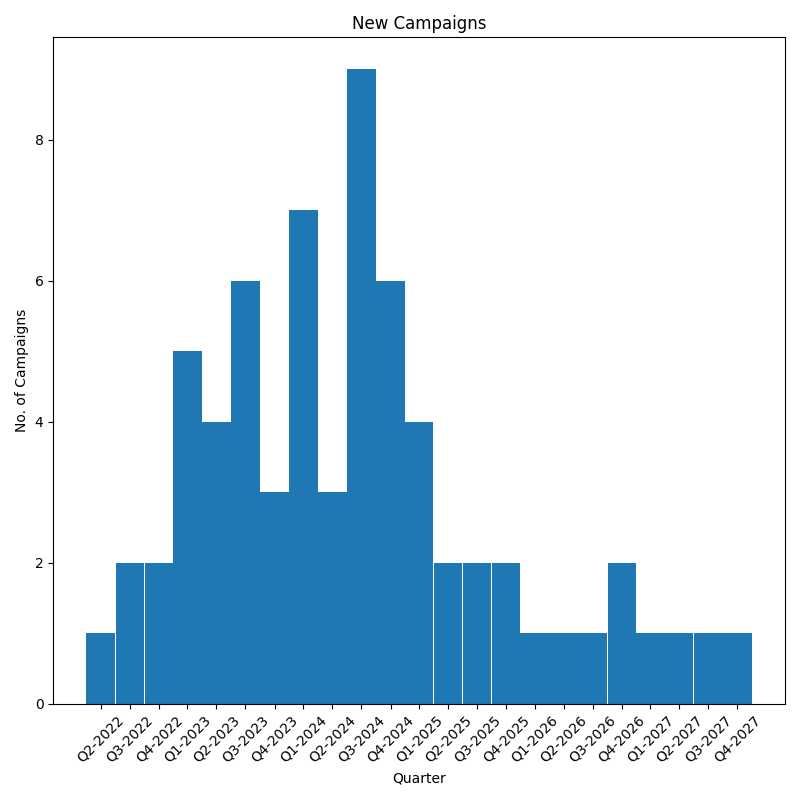 New Campaigns
No. of Campaigns
8
6
4
2
0
Q2-2022
Q3-2022
Q4-2022
Q1-2023
Q2-2023
Q3-2023
Q4-2023
Q1-2024
Q2-2024
Q3-2024
Q4-2024
Q1-2025
Q2-2025
Q3-2025
Q4-2025
Q1-2026
Q2-2026
Q3-2026
Q4-2026
Q1-2027
Q2-2027
Q3-2027
Q4-2027
Quarter